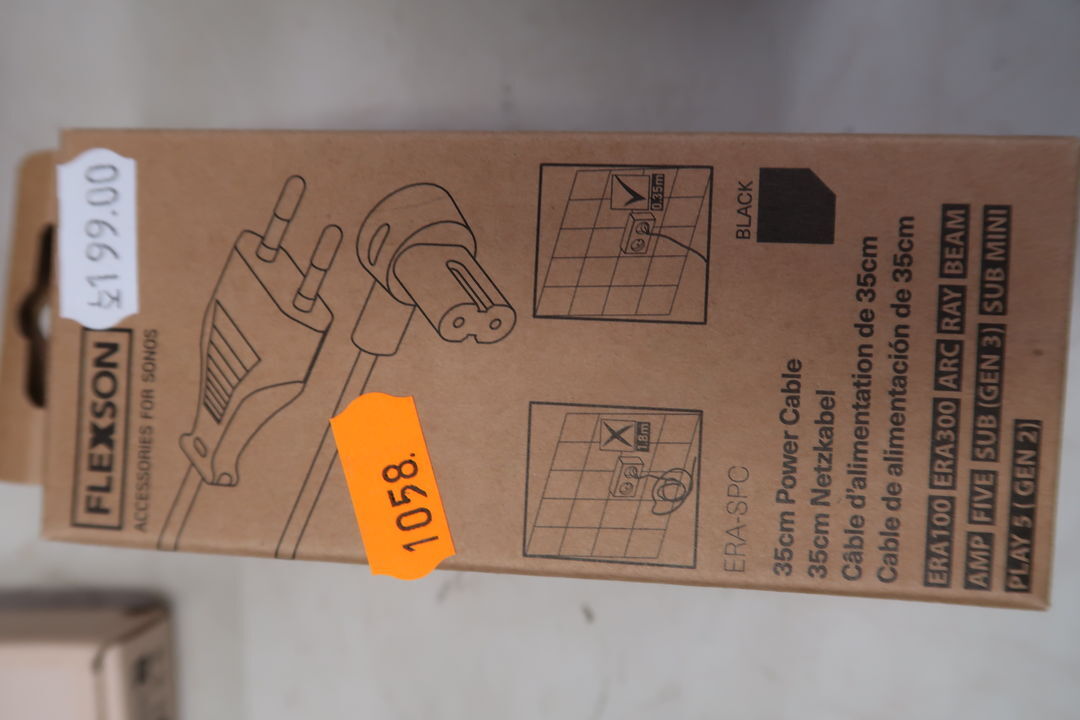 £199.00
FLEXSON
ACCESSORIES FOR SONOS
1058.
0.35m
1.8m
BLACK
ERA-SPC
35cm Power Cable
35cm Netzkabel
Câble d'alimentation de 35cm
Cable de alimentación de 35cm
ERA100 ERA300 ARC RAY BEAM
AMP FIVE SUB (GEN 3) SUB MINI
PLAY 5 ( GEN 2)